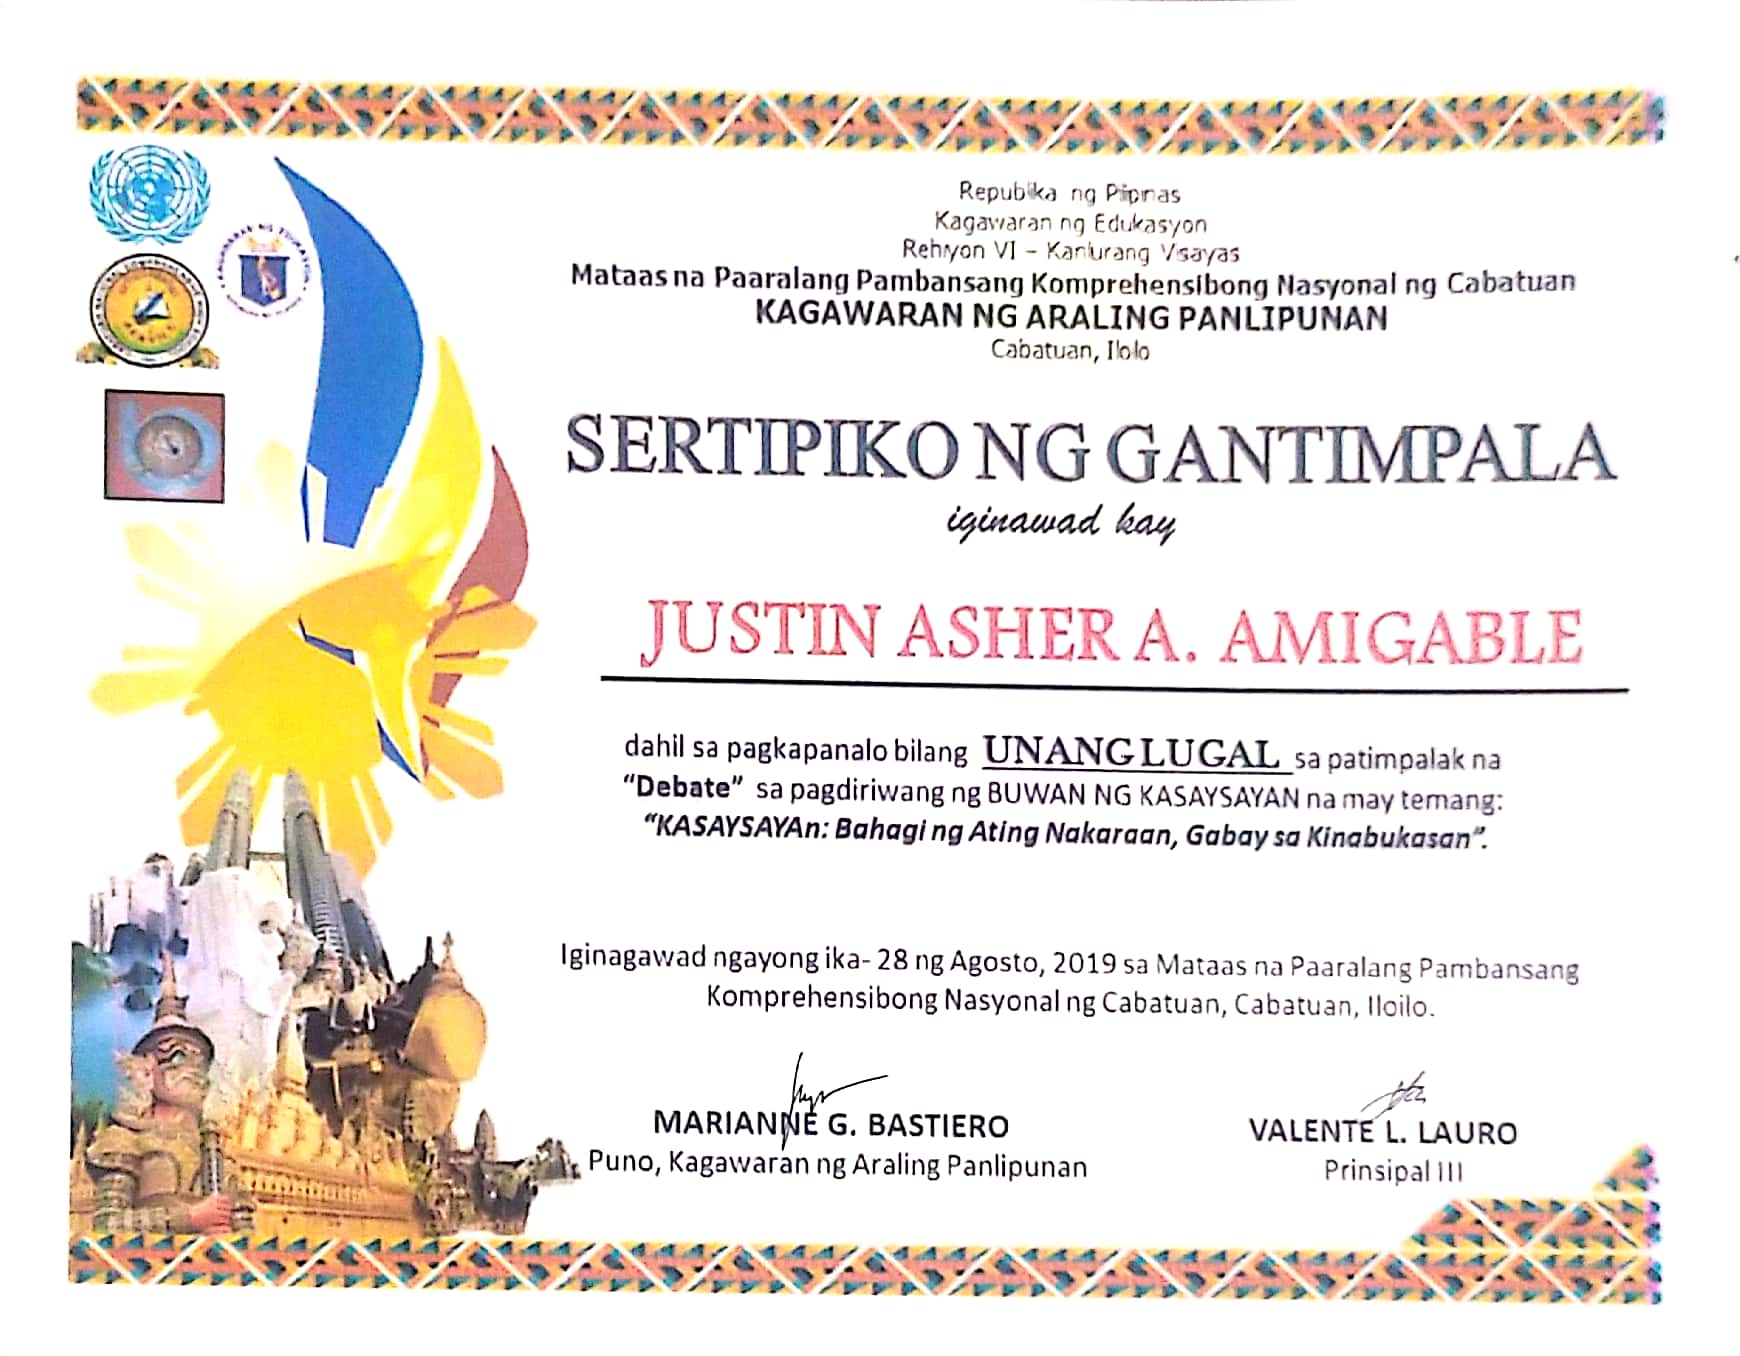 Republika ng Pilipinas
Kagawaran ng Edukasyon
Rehiyon VI – Kanlurang Visayas
Mataas na Paaralang Pambansang Komprehensibong Nasyonal ng Cabatuan
KAGAWARAN NG ARALING PANLIPUNAN
Cabatuan, Iloilo
SERTIPIKO NG GANTIMPALA
iginawad kay
JUSTIN ASHER A. AMIGABLE
dahil sa pagkapanalo bilang UNANG LUGAL sa patimpalak na
“Debate” sa pagdiriwang ng BUWAN NG KASAYSAYAN na may temang:
“KASAYSAYAn: Bahagi ng Ating Nakaraan, Gabay sa Kinabukasan”.
Iginagawad ngayong ika- 28 ng Agosto, 2019 sa Mataas na Paaralang Pambansang
Komprehensibong Nasyonal ng Cabatuan, Cabatuan, Iloilo.
MARIANNE G. BASTIERO
Puno, Kagawaran ng Araling Panlipunan
VALENTE L. LAURO
Prinsipal III